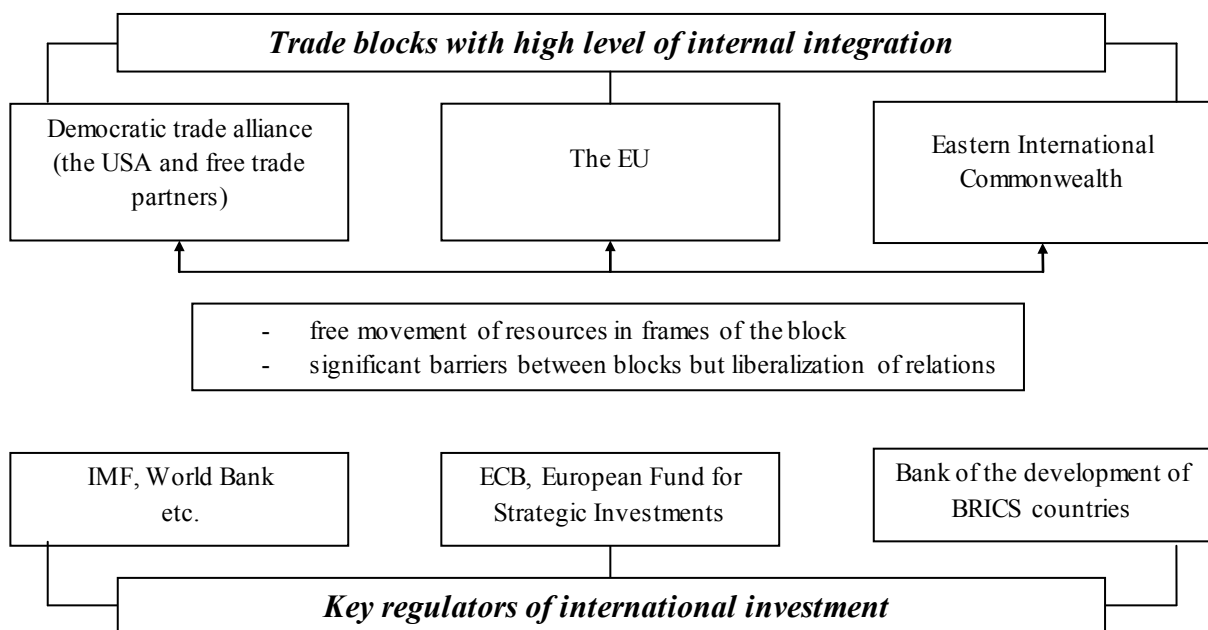 Trade blocks with high level of internal integration
Democratic trade alliance
(the USA and free trade
partners)
The EU
Eastern International
Commonwealth
- free movement of resources in frames of the block
- significant barriers between blocks but liberalization of relations
IMF, World Bank
etc.
ECB, European Fund for
Strategic Investments
Bank of the development of
BRICS countries
Key regulators of international investment